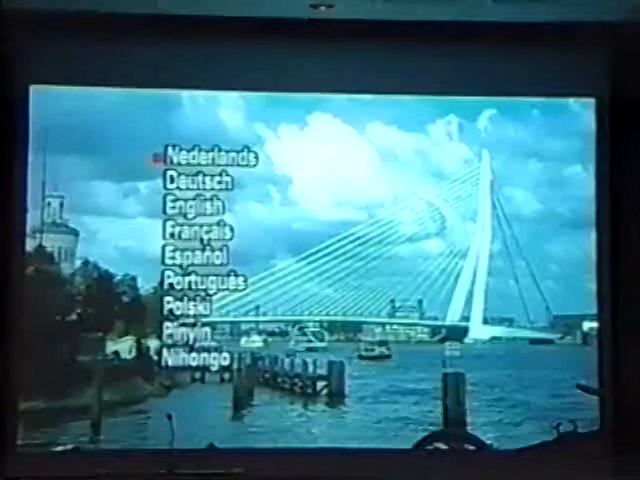 Nederlands
Deutsch
English
Français
Español
Português
Polski
Pinyin
Nihongo